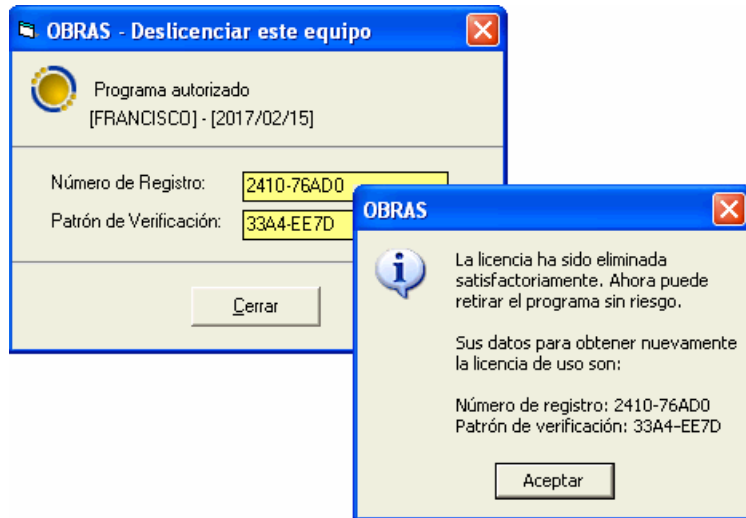 OBRAS - Deslicenciar este equipo
Programa autorizado
[FRANCISCO] - [2017/02/15]
Número de Registro: 2410-76AD0
Patrón de Verificación: 33A4-EE7D
Cerrar
OBRAS
La licencia ha sido eliminada
satisfactoriamente. Ahora puede
retirar el programa sin riesgo.
Sus datos para obtener nuevamente
la licencia de uso son:
Número de registro: 2410-76AD0
Patrón de verificación: 33A4-EE7D
Aceptar